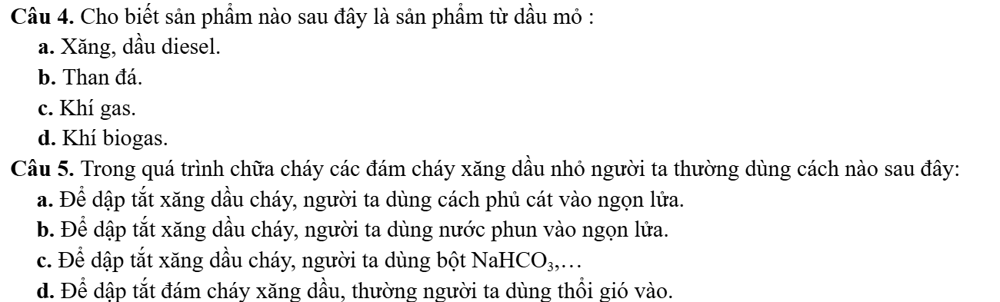 Câu 4. Cho biết sản phẩm nào sau đây là sản phẩm từ dầu mỏ :
a. Xăng, dầu diesel.
b. Than đá.
c. Khí gas.
d. Khí biogas.
Câu 5. Trong quá trình chữa cháy các đám cháy xăng dầu nhỏ người ta thường dùng cách nào sau đây:
a. Để dập tắt xăng dầu cháy, người ta dùng cách phủ cát vào ngọn lửa.
b. Để dập tắt xăng dầu cháy, người ta dùng nước phun vào ngọn lửa.
c. Để dập tắt xăng dầu cháy, người ta dùng bột NaHCO₃,…
d. Để dập tắt đám cháy xăng dầu, thường người ta dùng thổi gió vào.